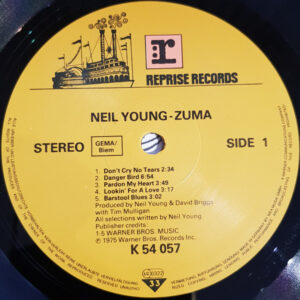 r
REPRISE RECORDS
NEIL YOUNG - ZUMA
STEREO
GEMA/
Biem
SIDE 1
1. Don't Cry No Tears 2:34
2. Danger Bird 6:54
3. Pardon My Heart 3:49
4. Lookin' For A Love 3:17
5. Barstool Blues 3:02
Produced by Neil Young & David Briggs
with Tim Mulligan
All selections written by Neil Young
Publisher credits:
1-5 WARNER BROS. MUSIC
℗ 1975 Warner Bros. Records Inc.
K 54 057
33